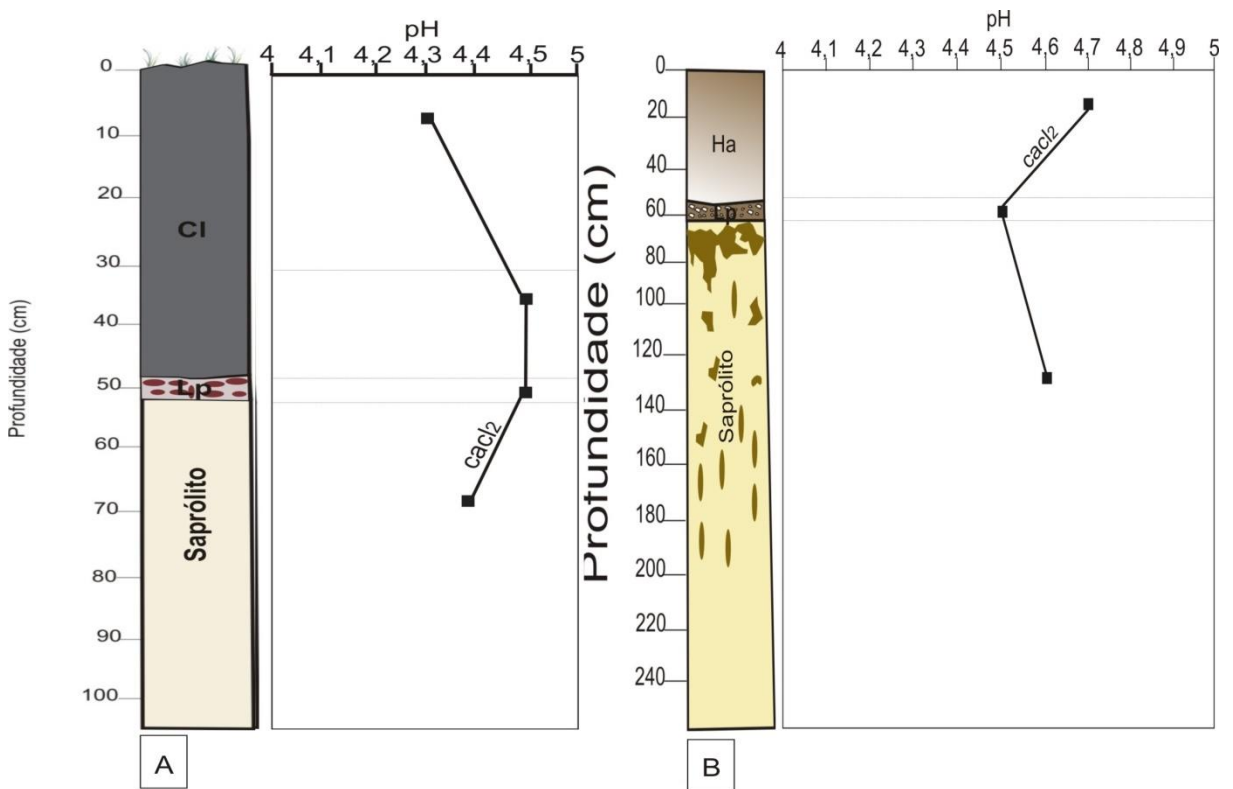 pH
4 4,1 4,2 4,3 4,4 4,5 5
Profundidade (cm)
0
10
20
30
40
50
60
70
80
90
100
Cl
Lp
Saprólito
cacl2
A
pH
4 4,1 4,2 4,3 4,4 4,5 4,6 4,7 4,8 4,9 5
Profundidade (cm)
0
20
40
60
80
100
120
140
160
180
200
220
240
Ha
Lp
Saprólito
cacl2
B